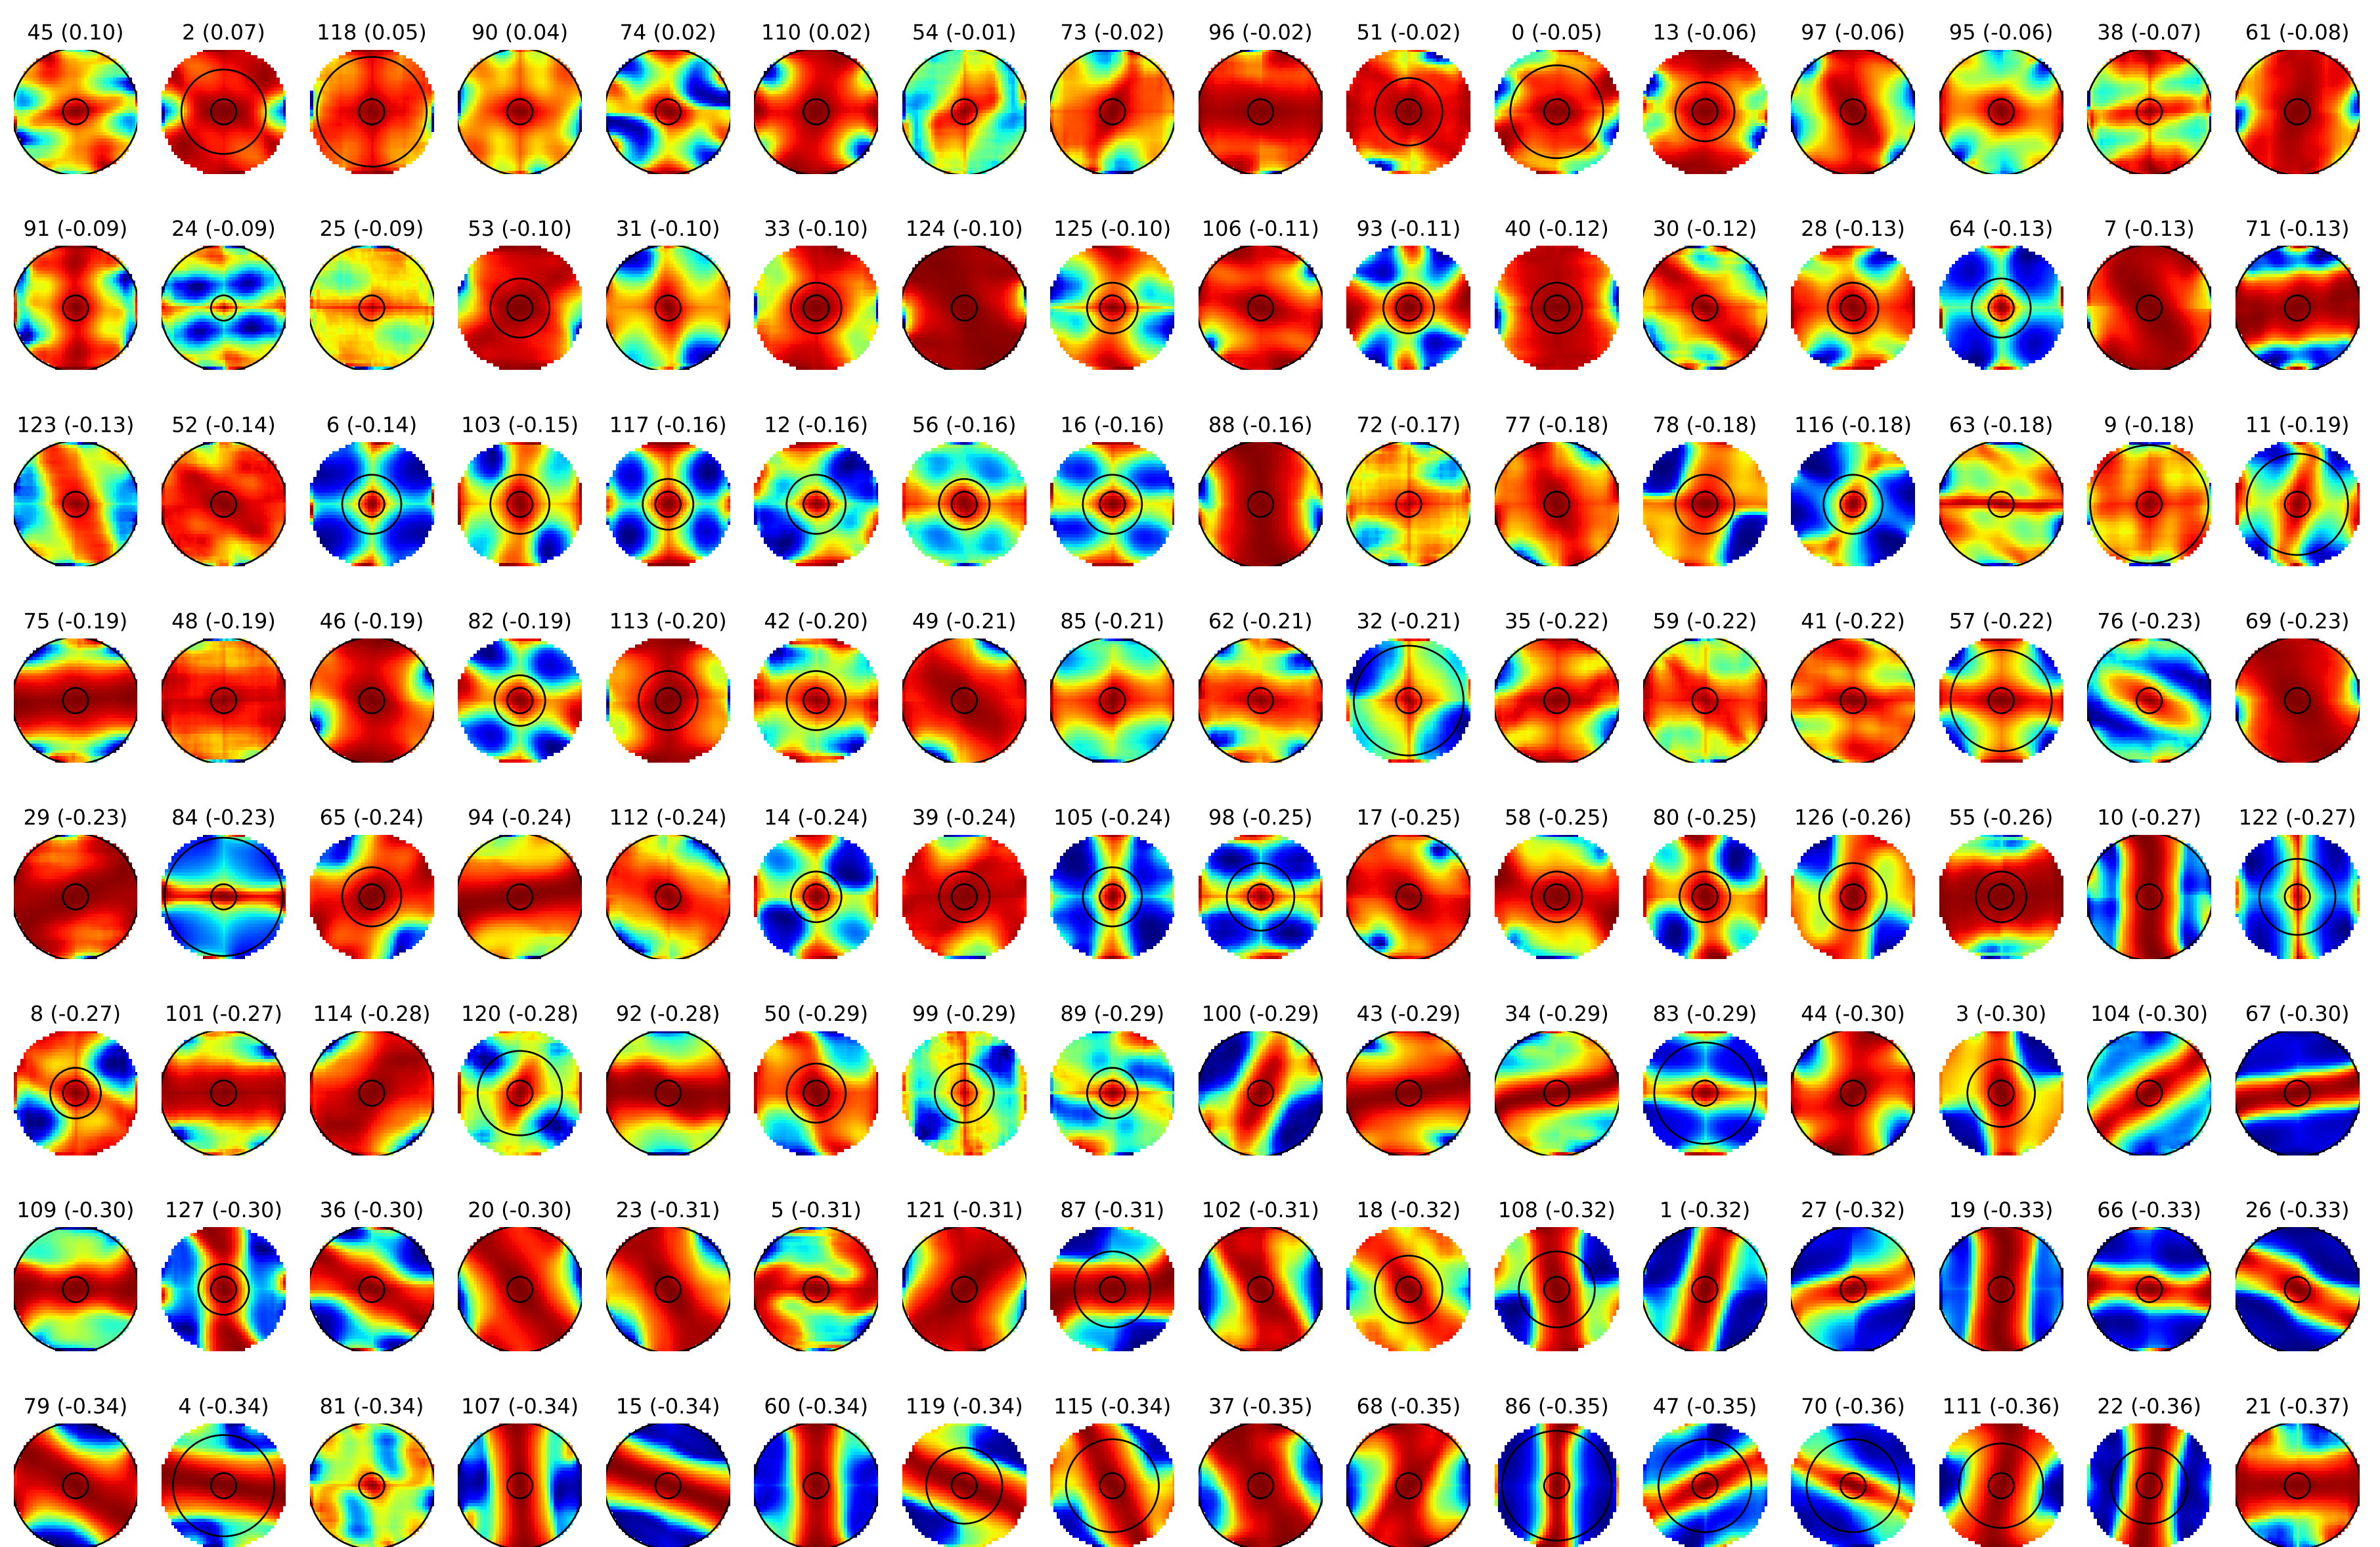 45 (0.10) 2 (0.07) 118 (0.05) 90 (0.04) 74 (0.02) 110 (0.02) 54 (-0.01) 73 (-0.02) 96 (-0.02) 51 (-0.02) 0 (-0.05) 13 (-0.06) 97 (-0.06) 95 (-0.06) 38 (-0.07) 61 (-0.08)
91 (-0.09) 24 (-0.09) 25 (-0.09) 53 (-0.10) 31 (-0.10) 33 (-0.10) 124 (-0.10) 125 (-0.10) 106 (-0.11) 93 (-0.11) 40 (-0.12) 30 (-0.12) 28 (-0.13) 64 (-0.13) 7 (-0.13) 71 (-0.13)
123 (-0.13) 52 (-0.14) 6 (-0.14) 103 (-0.15) 117 (-0.16) 12 (-0.16) 56 (-0.16) 16 (-0.16) 88 (-0.16) 72 (-0.17) 77 (-0.18) 78 (-0.18) 116 (-0.18) 63 (-0.18) 9 (-0.18) 11 (-0.19)
75 (-0.19) 48 (-0.19) 46 (-0.19) 82 (-0.19) 113 (-0.20) 42 (-0.20) 49 (-0.21) 85 (-0.21) 62 (-0.21) 32 (-0.21) 35 (-0.22) 59 (-0.22) 41 (-0.22) 57 (-0.22) 76 (-0.23) 69 (-0.23)
29 (-0.23) 84 (-0.23) 65 (-0.24) 94 (-0.24) 112 (-0.24) 14 (-0.24) 39 (-0.24) 105 (-0.24) 98 (-0.25) 17 (-0.25) 58 (-0.25) 80 (-0.25) 126 (-0.26) 55 (-0.26) 10 (-0.27) 122 (-0.27)
8 (-0.27) 101 (-0.27) 114 (-0.28) 120 (-0.28) 92 (-0.28) 50 (-0.29) 99 (-0.29) 89 (-0.29) 100 (-0.29) 43 (-0.29) 34 (-0.29) 83 (-0.29) 44 (-0.30) 3 (-0.30) 104 (-0.30) 67 (-0.30)
109 (-0.30) 127 (-0.30) 36 (-0.30) 20 (-0.30) 23 (-0.31) 5 (-0.31) 121 (-0.31) 87 (-0.31) 102 (-0.31) 18 (-0.32) 108 (-0.32) 1 (-0.32) 27 (-0.32) 19 (-0.33) 66 (-0.33) 26 (-0.33)
79 (-0.34) 4 (-0.34) 81 (-0.34) 107 (-0.34) 15 (-0.34) 60 (-0.34) 119 (-0.34) 115 (-0.34) 37 (-0.35) 68 (-0.35) 86 (-0.35) 47 (-0.35) 70 (-0.36) 111 (-0.36) 22 (-0.36) 21 (-0.37)